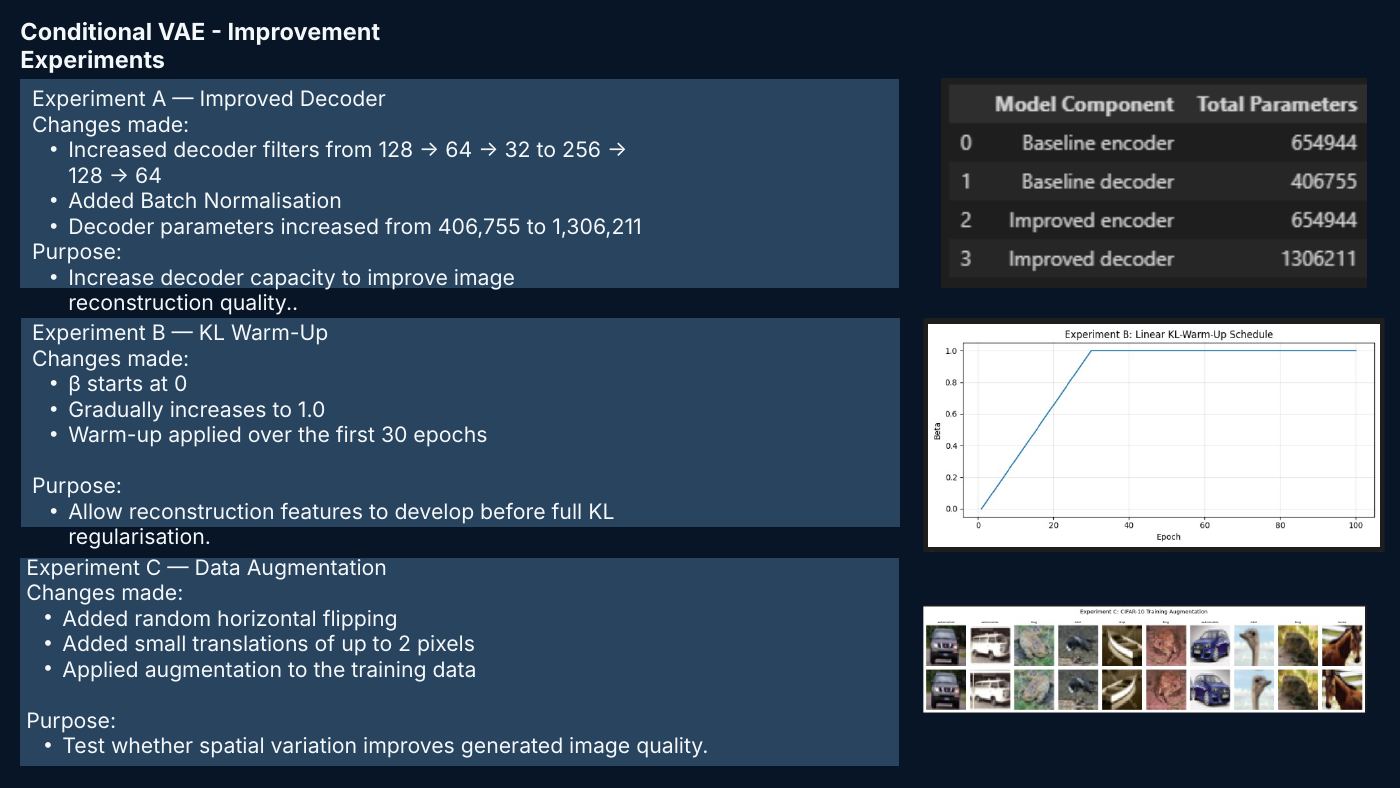 Conditional VAE - Improvement
Experiments
Experiment A — Improved Decoder
Changes made:
• Increased decoder filters from 128 → 64 → 32 to 256 →
128 → 64
• Added Batch Normalisation
• Decoder parameters increased from 406,755 to 1,306,211
Purpose:
• Increase decoder capacity to improve image
reconstruction quality..
Model Component Total Parameters
0 Baseline encoder 654944
1 Baseline decoder 406755
2 Improved encoder 654944
3 Improved decoder 1306211
Experiment B — KL Warm-Up
Changes made:
• β starts at 0
• Gradually increases to 1.0
• Warm-up applied over the first 30 epochs
Purpose:
• Allow reconstruction features to develop before full KL
regularisation.
Experiment B: Linear KL-Warm-Up Schedule
1.0
0.8
0.6
0.4
0.2
0.0
Beta
0 20 40 60 80 100
Epoch
Experiment C — Data Augmentation
Changes made:
• Added random horizontal flipping
• Added small translations of up to 2 pixels
• Applied augmentation to the training data
Purpose:
• Test whether spatial variation improves generated image quality.
Experiment C: CIFAR-10 Training Augmentation